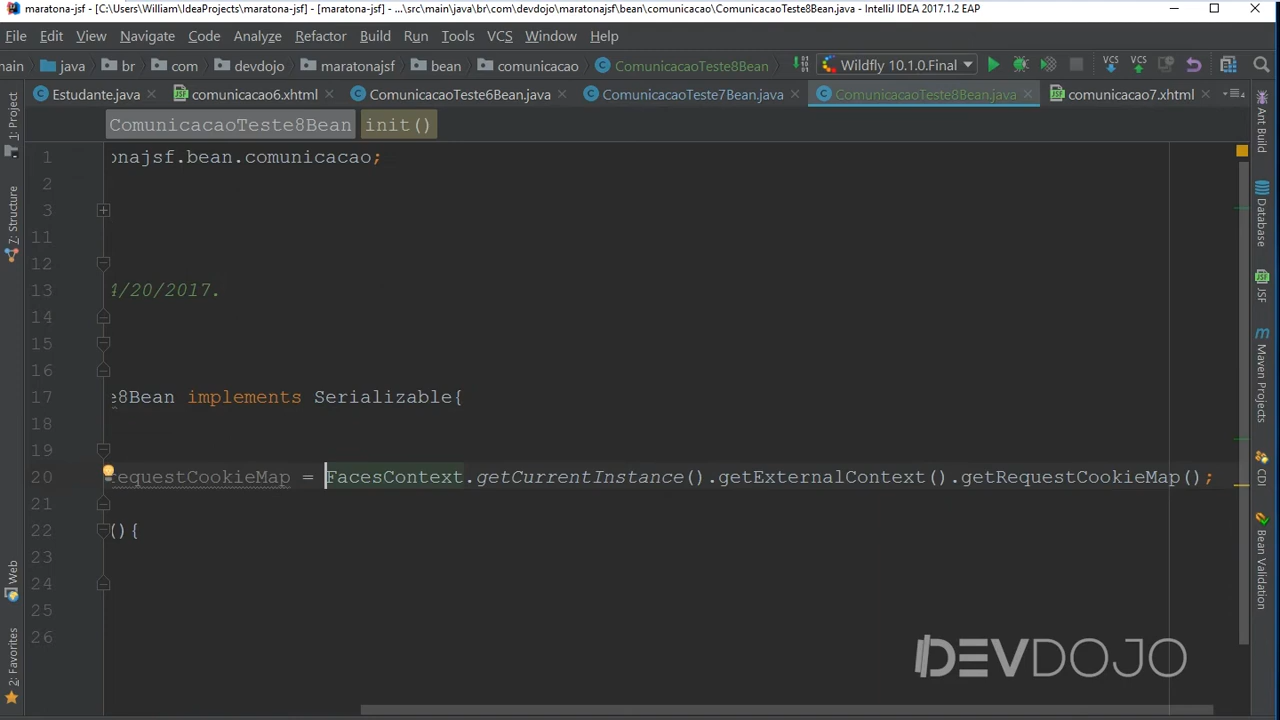 maratona-jsf - [C:\Users\William\IdeaProjects\maratona-jsf] - [maratona-jsf] - ...\src\main\java\br\com\devdojo\maratonajsf\bean\comunicacao\ComunicacaoTeste8Bean.java - IntelliJ IDEA 2017.1.2 EAP
File Edit View Navigate Code Analyze Refactor Build Run Tools VCS Window Help
main java br com devdojo maratonajsf bean comunicacao ComunicacaoTeste8Bean Wildfly 10.1.0.Final VCS VCS
Estudante.java comunicacao6.xhtml ComunicacaoTeste6Bean.java ComunicacaoTeste7Bean.java ComunicacaoTeste8Bean.java comunicacao7.xhtml
ComunicacaoTeste8Bean init()
1 onajsf.bean.comunicacao;
2
3
11
12
13 4/20/2017.
14
15
16
17 e8Bean implements Serializable{
18
19
20 requestCookieMap = FacesContext.getCurrentInstance().getExternalContext().getRequestCookieMap();
21
22 (){
23
24
25
26
1: Project
7: Structure
Web
2: Favorites
Ant Build
Database
JSF
Maven Projects
CDI
Bean Validation
DEVDOJO